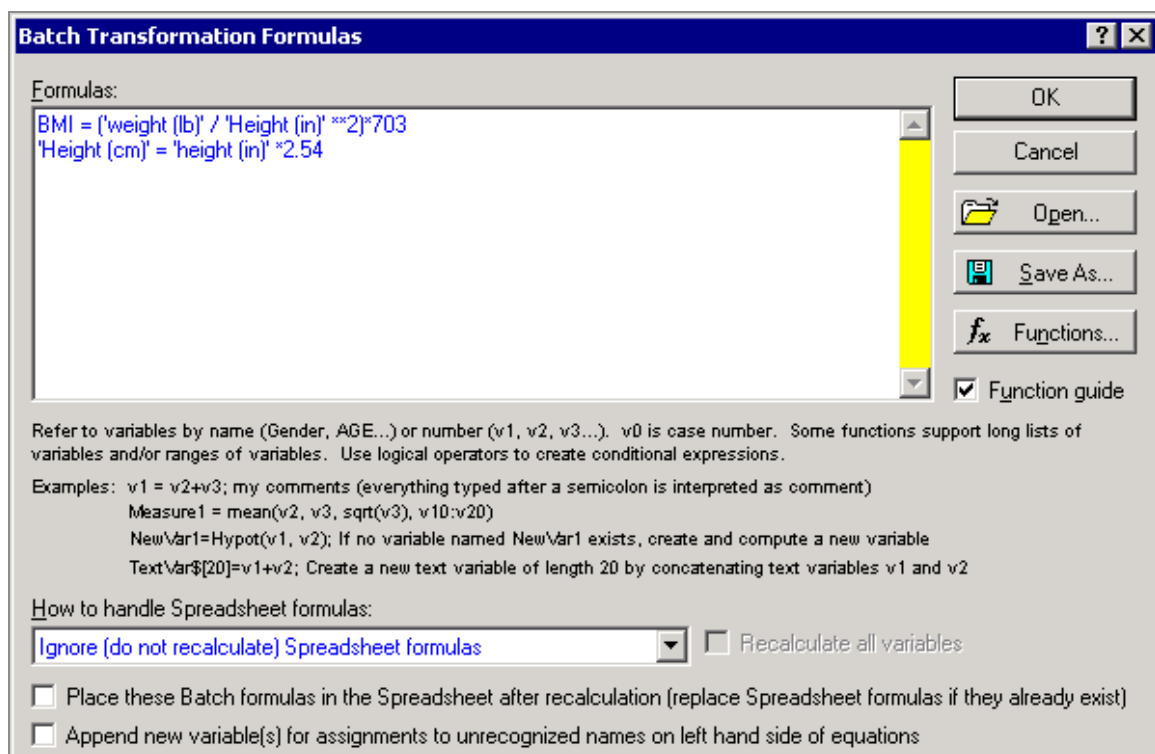 Batch Transformation Formulas
Formulas:
BMI = ('weight (lb)' / 'Height (in)' **2)*703
'Height (cm)' = 'height (in)' *2.54
OK
Cancel
Open...
Save As...
fx Functions...
Function guide
Refer to variables by name (Gender, AGE...) or number (v1, v2, v3...). v0 is case number. Some functions support long lists of
variables and/or ranges of variables. Use logical operators to create conditional expressions.
Examples: v1 = v2+v3; my comments (everything typed after a semicolon is interpreted as comment)
Measure1 = mean(v2, v3, sqrt(v3), v10:v20)
NewVar1=Hypot(v1, v2); If no variable named NewVar1 exists, create and compute a new variable
TextVar$[20]=v1+v2; Create a new text variable of length 20 by concatenating text variables v1 and v2
How to handle Spreadsheet formulas:
Ignore (do not recalculate) Spreadsheet formulas
Recalculate all variables
Place these Batch formulas in the Spreadsheet after recalculation (replace Spreadsheet formulas if they already exist)
Append new variable(s) for assignments to unrecognized names on left hand side of equations